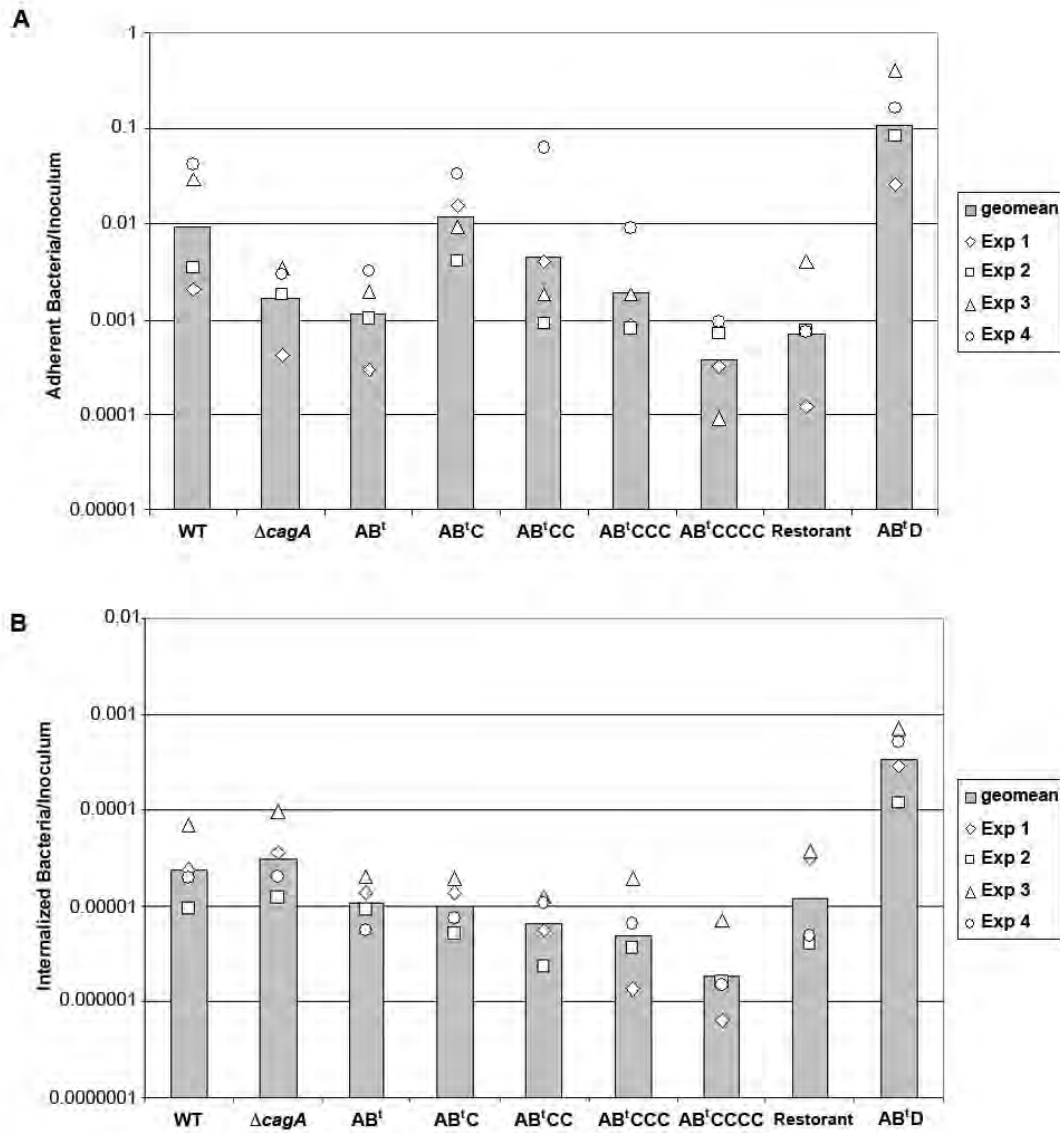 A
1
0.1
0.01
0.001
0.0001
0.00001
Adherent Bacteria/Inoculum
WT ΔcagA ABᵗ ABᵗC ABᵗCC ABᵗCCC ABᵗCCCC Restorant ABᵗD
geomean
Exp 1
Exp 2
Exp 3
Exp 4
B
0.01
0.001
0.0001
0.00001
0.000001
0.0000001
Internalized Bacteria/Inoculum
WT ΔcagA ABᵗ ABᵗC ABᵗCC ABᵗCCC ABᵗCCCC Restorant ABᵗD
geomean
Exp 1
Exp 2
Exp 3
Exp 4